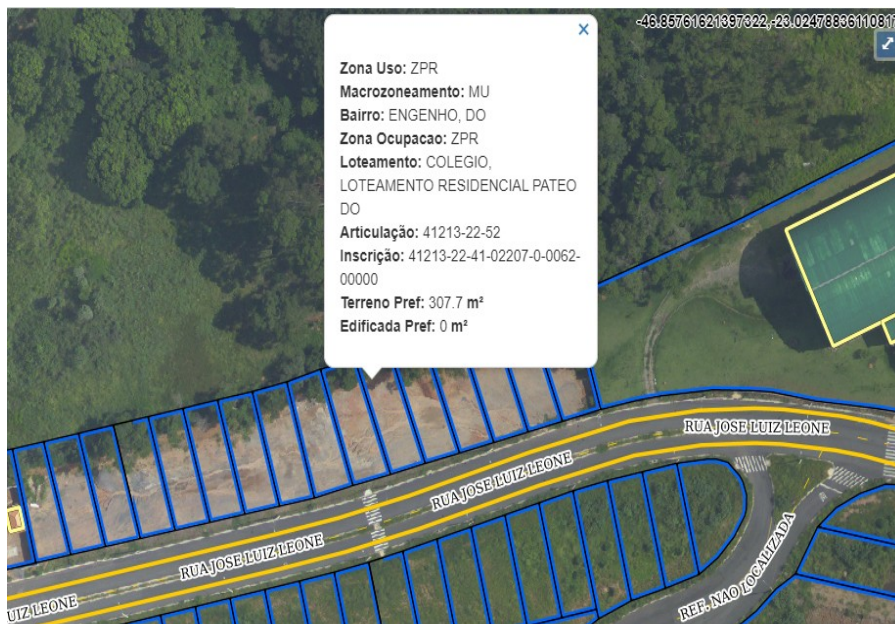 -46.85761621397322,-23.0247883611081
×
Zona Uso: ZPR
Macrozoneamento: MU
Bairro: ENGENHO, DO
Zona Ocupacao: ZPR
Loteamento: COLEGIO,
LOTEAMENTO RESIDENCIAL PATEO
DO
Articulação: 41213-22-52
Inscrição: 41213-22-41-02207-0-0062-
00000
Terreno Pref: 307.7 m²
Edificada Pref: 0 m²
RUA JOSE LUIZ LEONE
RUA JOSE LUIZ LEONE
RUA JOSE LUIZ LEONE
UIZ LEONE
REF. NAO LOCALIZADA